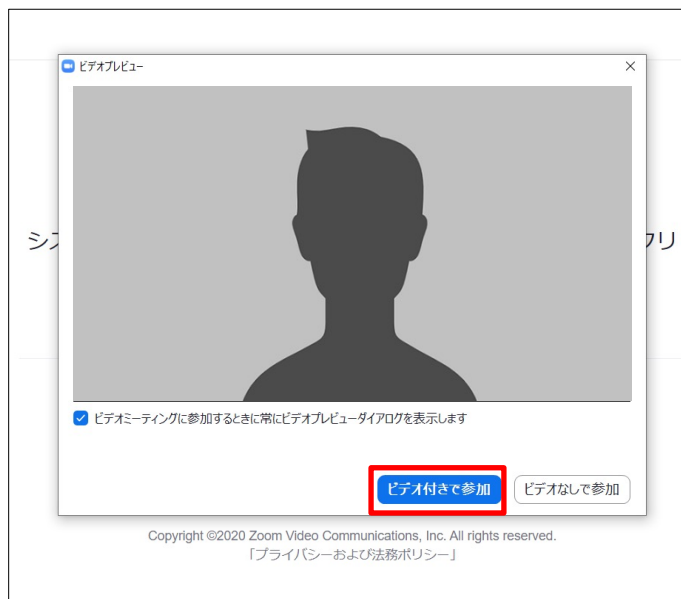 ビデオプレビュー
シス
クリ
ビデオミーティングに参加するときに常にビデオプレビューダイアログを表示します
ビデオ付きで参加
ビデオなしで参加
Copyright ©2020 Zoom Video Communications, Inc. All rights reserved.
「プライバシーおよび法務ポリシー」